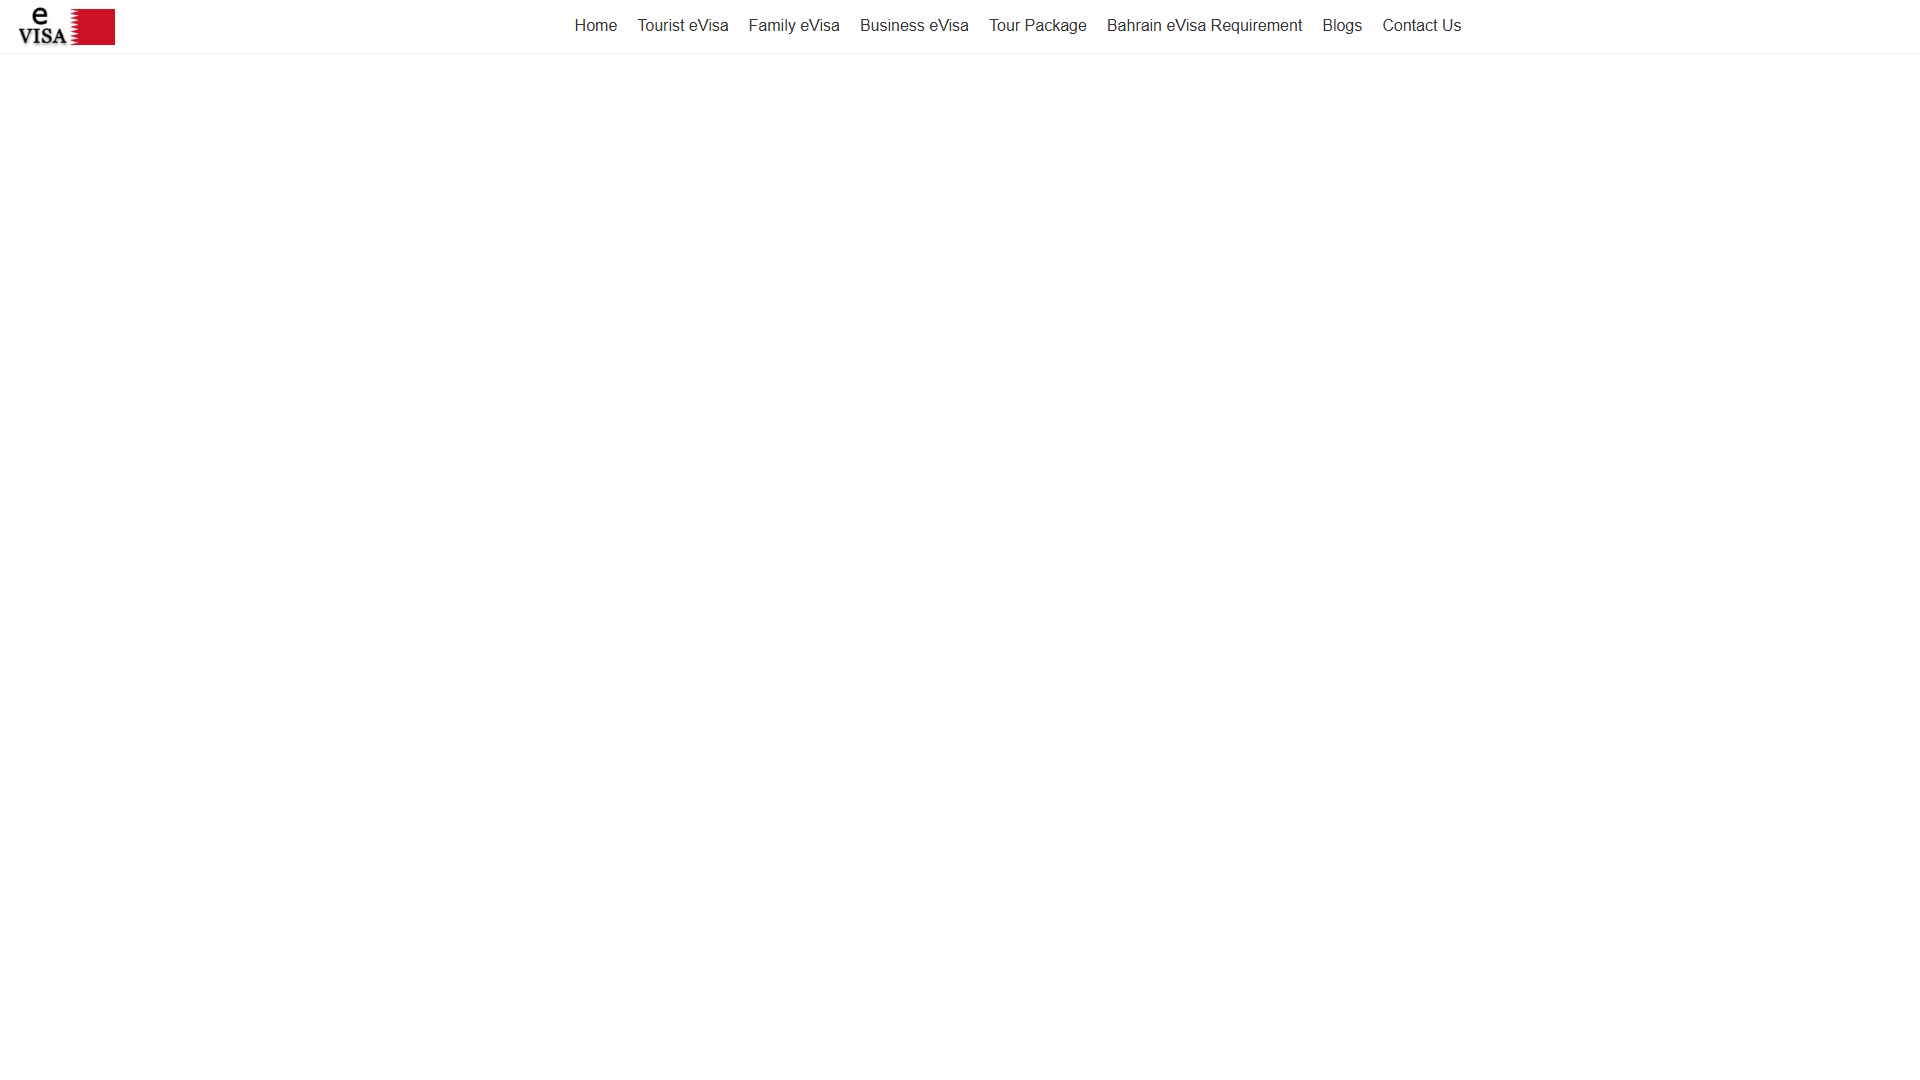 e
VISA
Home Tourist eVisa Family eVisa Business eVisa Tour Package Bahrain eVisa Requirement Blogs Contact Us